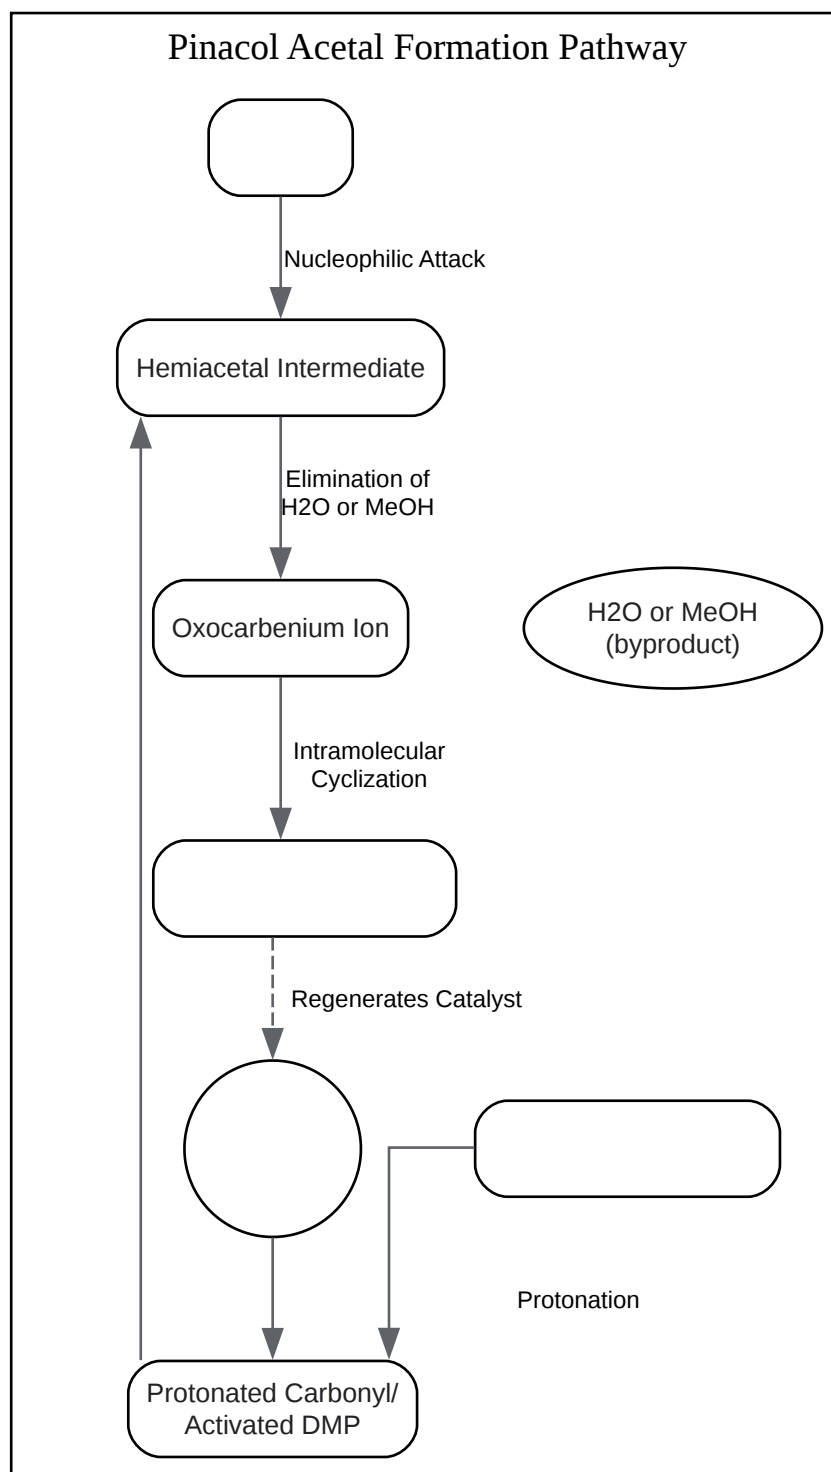 Pinacol Acetal Formation Pathway
Nucleophilic Attack
Hemiacetal Intermediate
Elimination of
H2O or MeOH
Oxocarbenium Ion
H2O or MeOH
(byproduct)
Intramolecular
Cyclization
Regenerates Catalyst
Protonation
Protonated Carbonyl/
Activated DMP